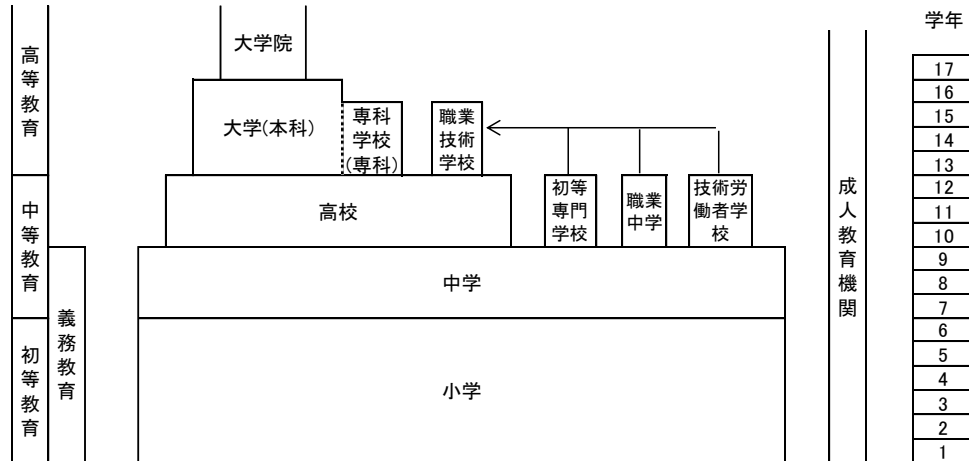 学年
大学院
高等教育
17
16
大学(本科)
専科
学校
(専科)
職業
技術
学校
15
14
13
中等教育
高校
初等
専門
学校
職業
中学
技術労
働者学
校
成人教育機関
12
11
10
義務教育
中学
9
8
7
初等教育
小学
6
5
4
3
2
1